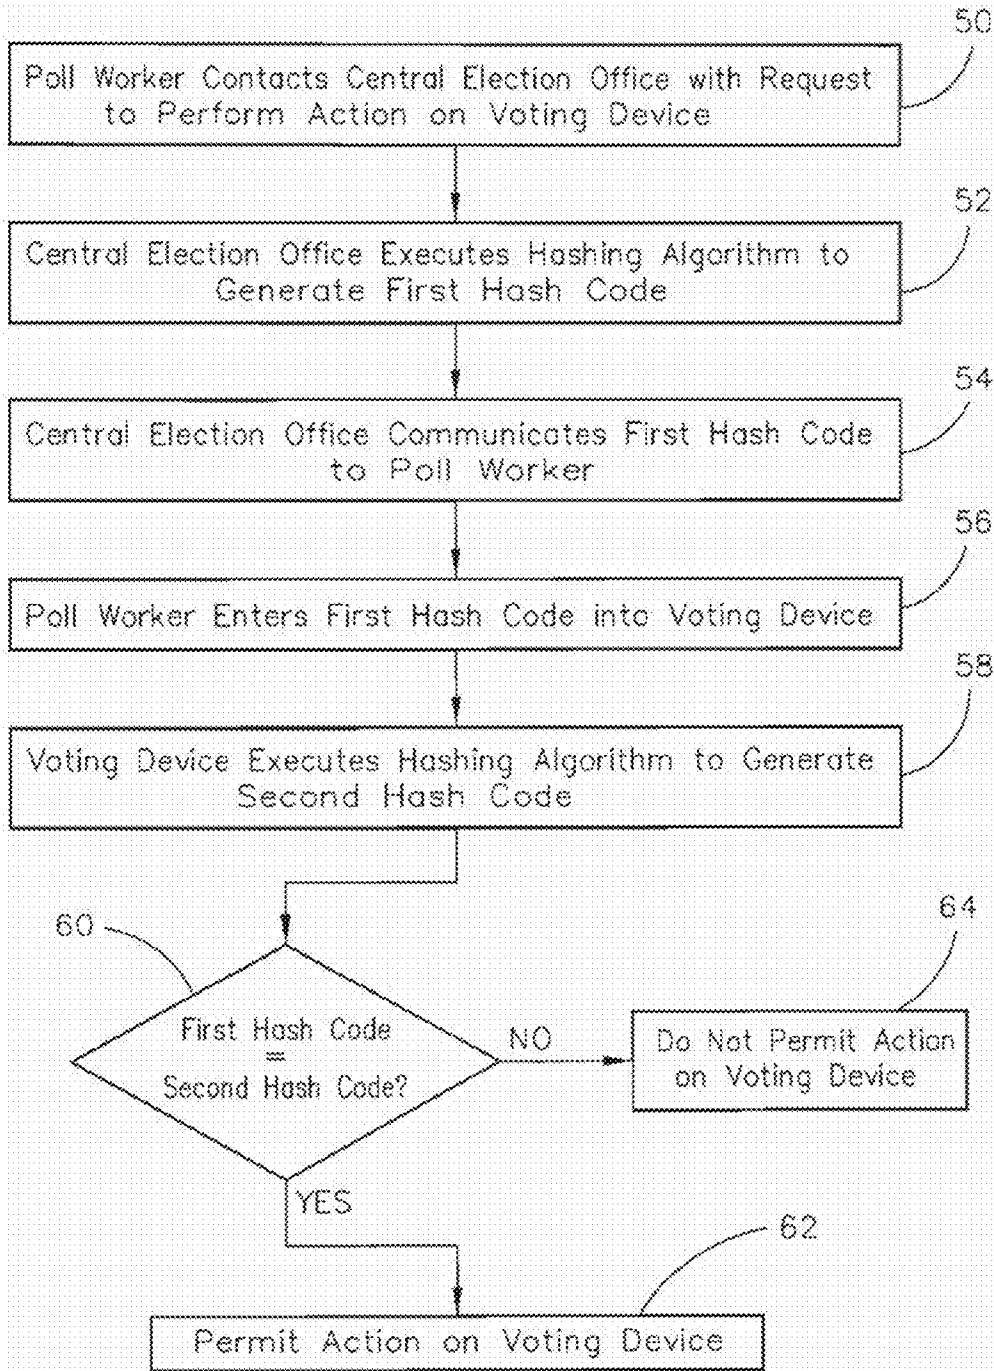 50
Poll Worker Contacts Central Election Office with Request
to Perform Action on Voting Device
52
Central Election Office Executes Hashing Algorithm to
Generate First Hash Code
54
Central Election Office Communicates First Hash Code
to Poll Worker
56
Poll Worker Enters First Hash Code into Voting Device
58
Voting Device Executes Hashing Algorithm to Generate
Second Hash Code
60
First Hash Code
=
Second Hash Code?
NO
64
Do Not Permit Action
on Voting Device
YES
62
Permit Action on Voting Device